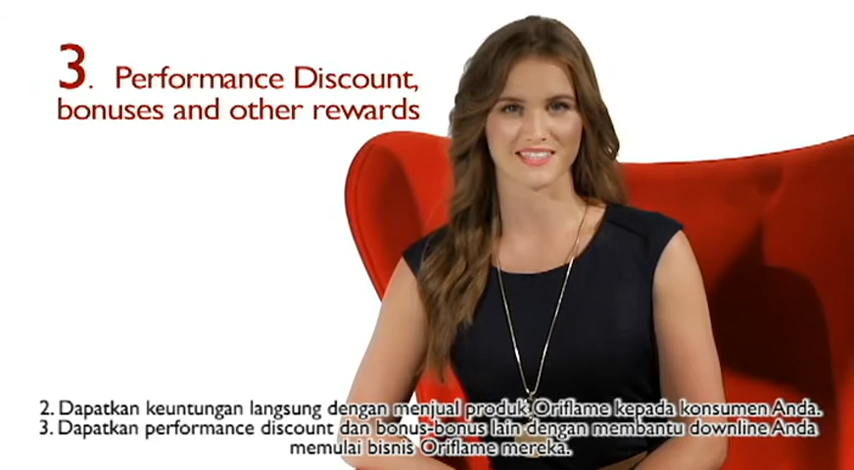 3. Performance Discount,
bonuses and other rewards
2. Dapatkan keuntungan langsung dengan menjual produk Oriflame kepada konsumen Anda.
3. Dapatkan performance discount dan bonus-bonus lain dengan membantu downline Anda
memulai bisnis Oriflame mereka.